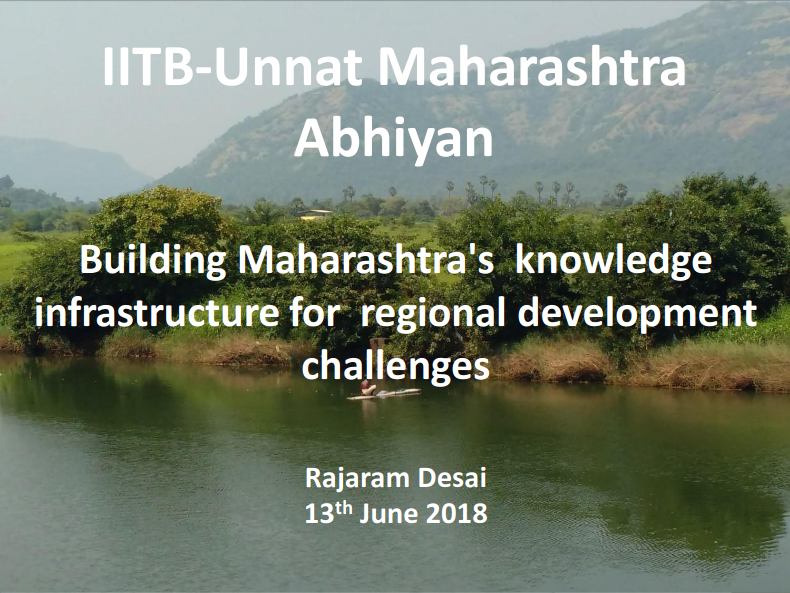 IITB-Unnat Maharashtra
Abhiyan
Building Maharashtra's  knowledge
infrastructure for  regional development
challenges
Rajaram Desai
13th June 2018